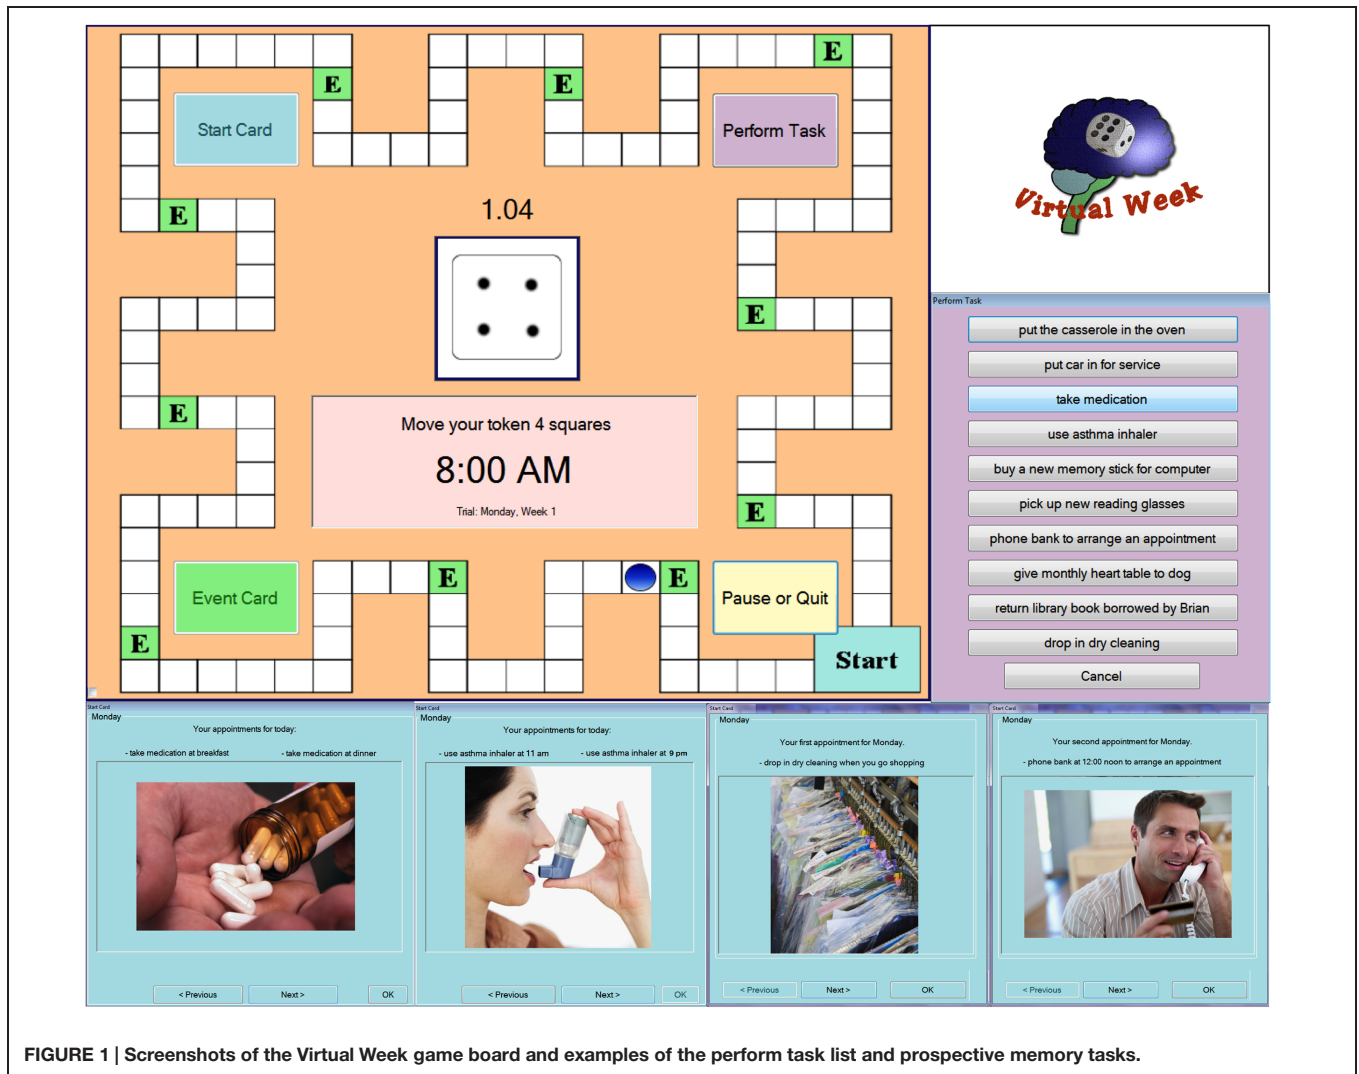 E
E
E
Start Card
Perform Task
E
1.04
E
E
Move your token 4 squares
8:00 AM
Trial: Monday, Week 1
E
Event Card
E
E
Pause or Quit
E
Start
Virtual Week
Perform Task
put the casserole in the oven
put car in for service
take medication
use asthma inhaler
buy a new memory stick for computer
pick up new reading glasses
phone bank to arrange an appointment
give monthly heart table to dog
return library book borrowed by Brian
drop in dry cleaning
Cancel
Start Card
Monday
Your appointments for today:
- take medication at breakfast - take medication at dinner
< Previous Next > OK
Start Card
Monday
Your appointments for today:
- use asthma inhaler at 11 am - use asthma inhaler at 9 pm
< Previous Next > OK
Start Card
Monday
Your first appointment for Monday.
- drop in dry cleaning when you go shopping
< Previous Next > OK
Start Card
Monday
Your second appointment for Monday.
- phone bank at 12:00 noon to arrange an appointment
< Previous Next > OK
FIGURE 1 | Screenshots of the Virtual Week game board and examples of the perform task list and prospective memory tasks.